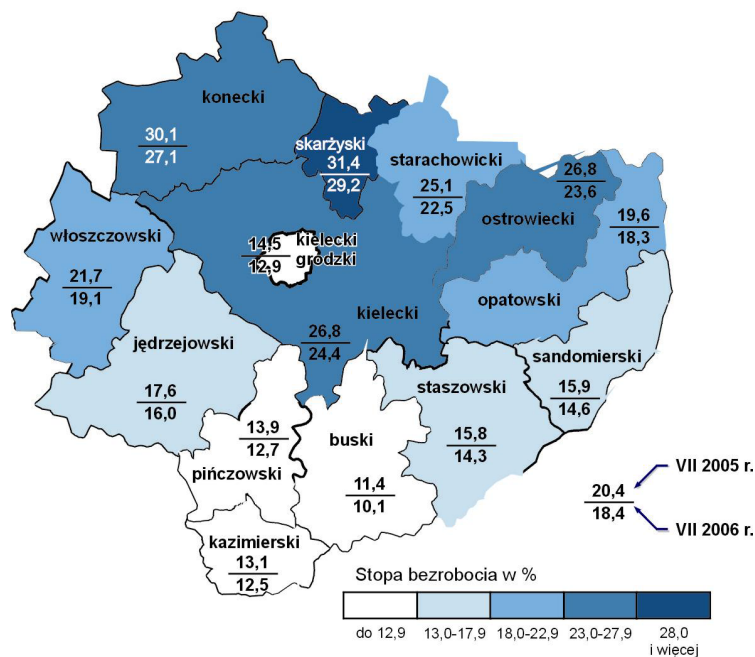 konecki
30,1
27,1
skarżyski
31,4
29,2
starachowicki
25,1
22,5
26,8
23,6
ostrowiecki
19,6
18,3
włoszczowski
21,7
19,1
14,5
12,9
kielecki
gródzki
opatowski
kielecki
26,8
24,4
jędrzejowski
17,6
16,0
sandomierski
15,9
14,6
staszowski
15,8
14,3
13,9
12,7
pińczowski
buski
11,4
10,1
kazimierski
13,1
12,5
20,4
18,4
VII 2005 r.
VII 2006 r.
Stopa bezrobocia w %
do 12,9 13,0-17,9 18,0-22,9 23,0-27,9 28,0
i więcej